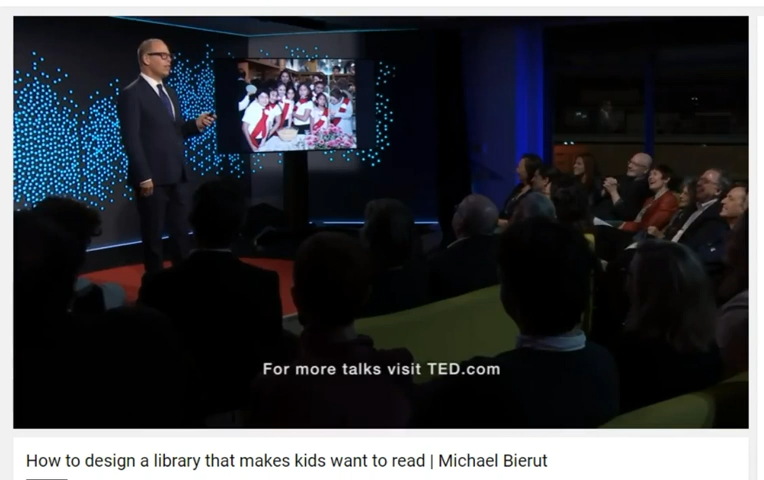 For more talks visit TED.com
How to design a library that makes kids want to read | Michael Bierut